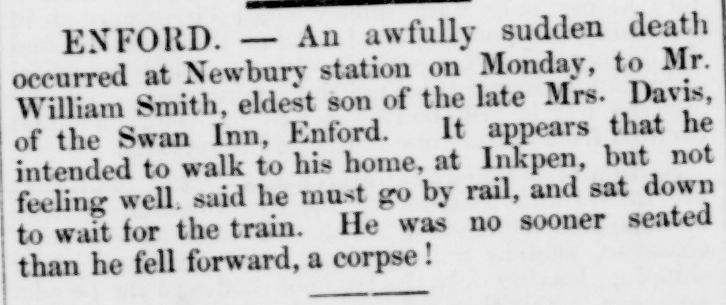 ENFORD. — An awfully sudden death
occurred at Newbury station on Monday, to Mr.
William Smith, eldest son of the late Mrs. Davis,
of the Swan Inn, Enford. It appears that he
intended to walk to his home, at Inkpen, but not
feeling well, said he must go by rail, and sat down
to wait for the train. He was no sooner seated
than he fell forward, a corpse!